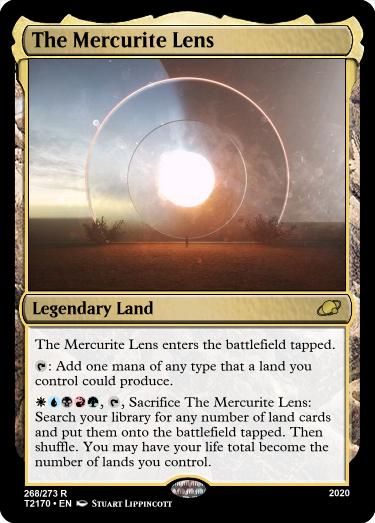 The Mercurite Lens
Legendary Land
The Mercurite Lens enters the battlefield tapped.
: Add one mana of any type that a land you
control could produce.
, , Sacrifice The Mercurite Lens:
Search your library for any number of land cards
and put them onto the battlefield tapped. Then
shuffle. You may have your life total become the
number of lands you control.
268/273 R 2020
T2170 • EN Stuart Lippincott